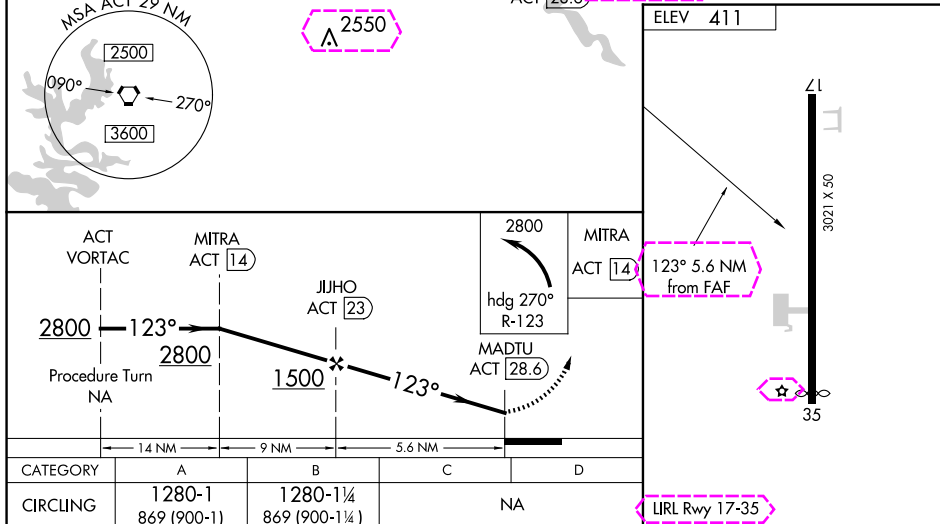 MSA ACT 29 NM
2500
090°
270°
3600
2550
ELEV 411
17
3021 X 50
35
123° 5.6 NM
from FAF
LIRL Rwy 17-35
ACT
VORTAC
MITRA
ACT 14
JIJHO
ACT 23
2800
hdg 270°
R-123
MITRA
ACT 14
MADTU
ACT 28.6
2800
123°
2800
1500
123°
Procedure Turn
NA
14 NM
9 NM
5.6 NM
CATEGORY A B C D
CIRCLING 1280-1 1280-1¼ NA
869 (900-1) 869 (900-1¼)